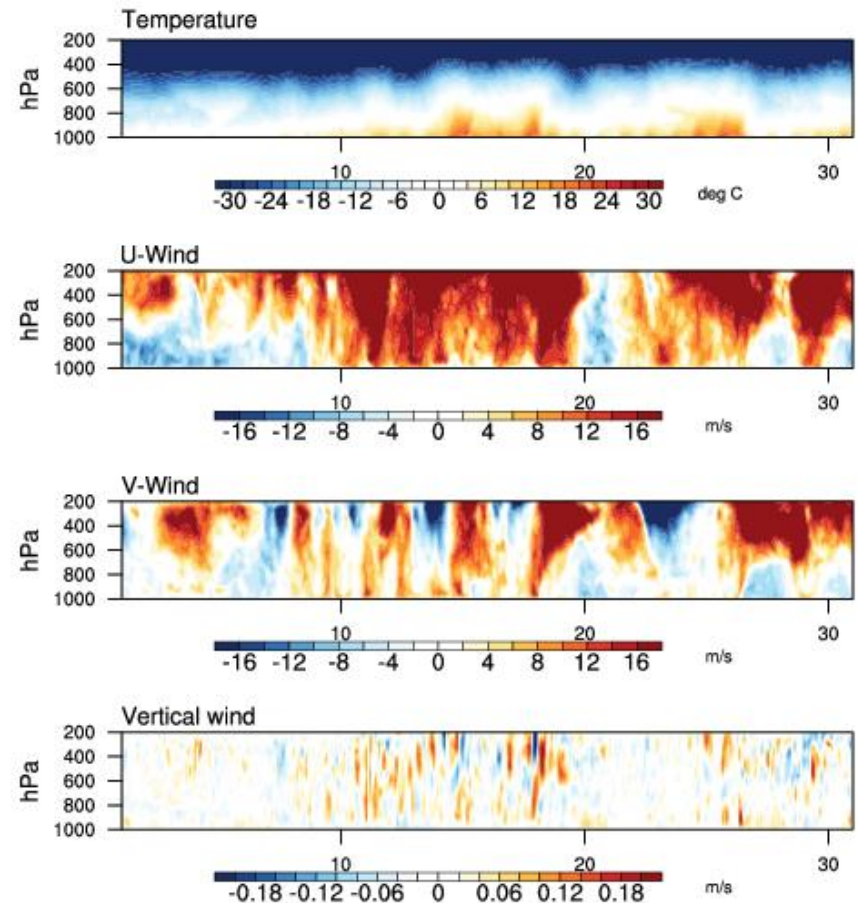 Temperature
200
400
600
800
1000
hPa
10 20 30
-30 -24 -18 -12 -6 0 6 12 18 24 30 deg C
U-Wind
200
400
600
800
1000
hPa
10 20 30
-16 -12 -8 -4 0 4 8 12 16 m/s
V-Wind
200
400
600
800
1000
hPa
10 20 30
-16 -12 -8 -4 0 4 8 12 16 m/s
Vertical wind
200
400
600
800
1000
hPa
10 20 30
-0.18 -0.12 -0.06 0 0.06 0.12 0.18 m/s